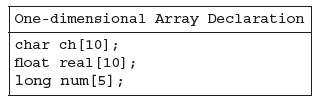 One-dimensional Array Declaration
char ch[10];
float real[10];
long num[5];